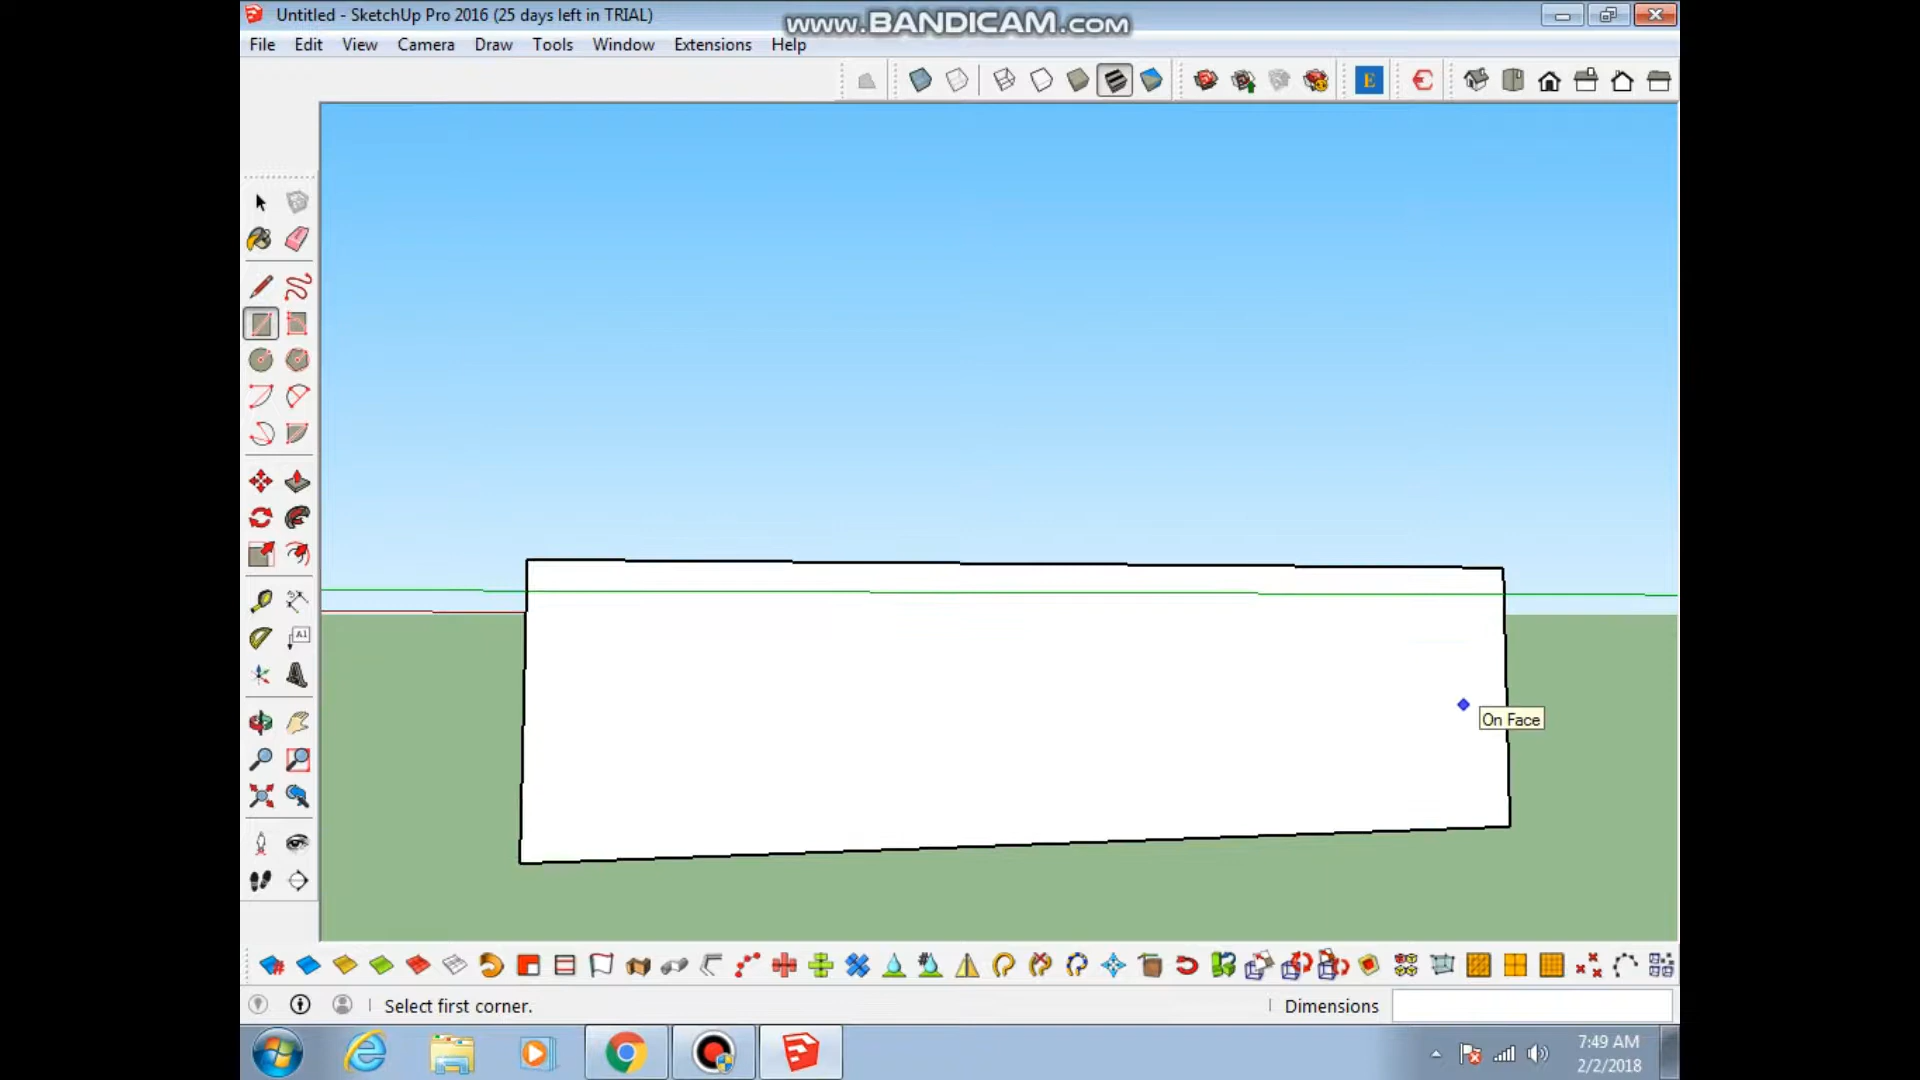 Untitled - SketchUp Pro 2016 (25 days left in TRIAL)
www.BANDICAM.com
File Edit View Camera Draw Tools Window Extensions Help
E
A1
On Face
Select first corner.
Dimensions
7:49 AM
2/2/2018